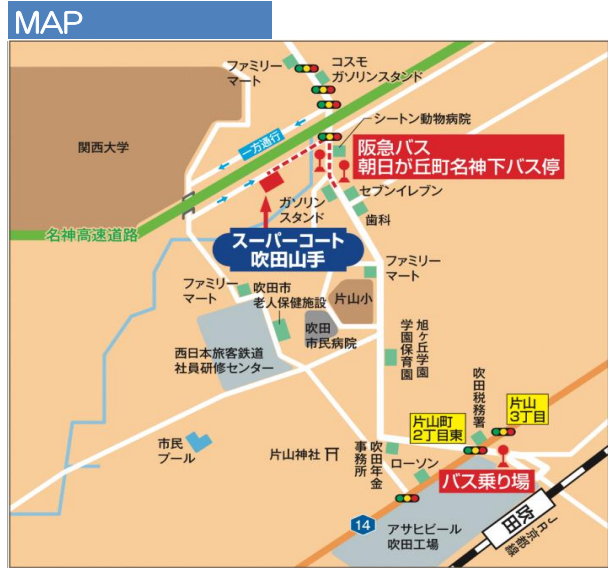 MAP
ファミリー
マート
コスモ
ガソリンスタンド
シートン動物病院
関西大学
一方通行
阪急バス
朝日が丘町名神下バス停
セブンイレブン
ガソリン
スタンド
歯科
名神高速道路
スーパーコート
吹田山手
ファミリー
マート
ファミリー
マート
吹田市
老人保健施設
片山小
吹田
市民病院
旭ヶ丘学園
学園保育園
西日本旅客鉄道
社員研修センター
片山
3丁目
吹田税務署
片山町
2丁目東
市民
プール
片山神社
吹田年金
事務所
ローソン
バス乗り場
14
アサヒビール
吹田工場
吹田
JR京都線